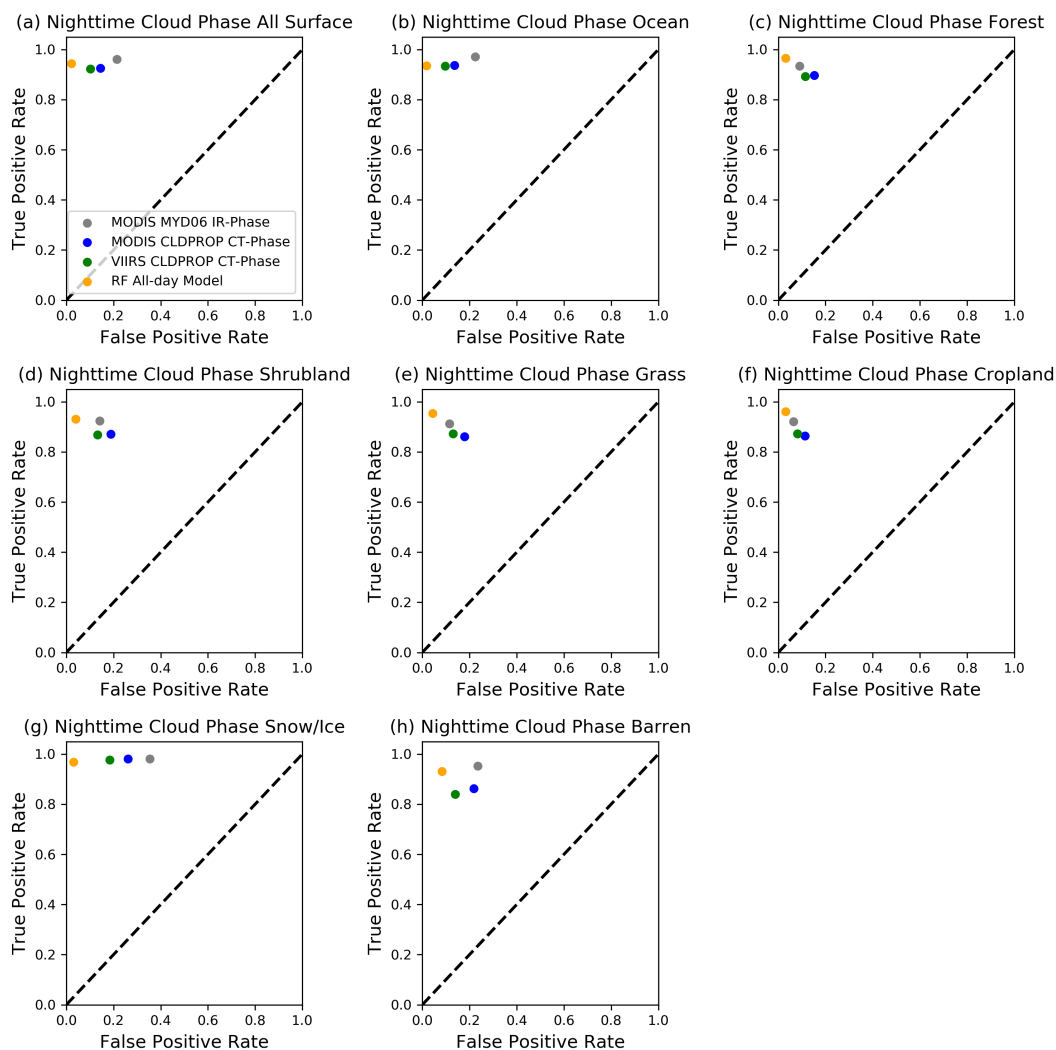 (a) Nighttime Cloud Phase All Surface
1.0
0.8
0.6
0.4
0.2
0.0
True Positive Rate
MODIS MYD06 IR-Phase
MODIS CLDPROP CT-Phase
VIIRS CLDPROP CT-Phase
RF All-day Model
0.0 0.2 0.4 0.6 0.8 1.0
False Positive Rate
(b) Nighttime Cloud Phase Ocean
1.0
0.8
0.6
0.4
0.2
0.0
True Positive Rate
0.0 0.2 0.4 0.6 0.8 1.0
False Positive Rate
(c) Nighttime Cloud Phase Forest
1.0
0.8
0.6
0.4
0.2
0.0
True Positive Rate
0.0 0.2 0.4 0.6 0.8 1.0
False Positive Rate
(d) Nighttime Cloud Phase Shrubland
1.0
0.8
0.6
0.4
0.2
0.0
True Positive Rate
0.0 0.2 0.4 0.6 0.8 1.0
False Positive Rate
(e) Nighttime Cloud Phase Grass
1.0
0.8
0.6
0.4
0.2
0.0
True Positive Rate
0.0 0.2 0.4 0.6 0.8 1.0
False Positive Rate
(f) Nighttime Cloud Phase Cropland
1.0
0.8
0.6
0.4
0.2
0.0
True Positive Rate
0.0 0.2 0.4 0.6 0.8 1.0
False Positive Rate
(g) Nighttime Cloud Phase Snow/Ice
1.0
0.8
0.6
0.4
0.2
0.0
True Positive Rate
0.0 0.2 0.4 0.6 0.8 1.0
False Positive Rate
(h) Nighttime Cloud Phase Barren
1.0
0.8
0.6
0.4
0.2
0.0
True Positive Rate
0.0 0.2 0.4 0.6 0.8 1.0
False Positive Rate